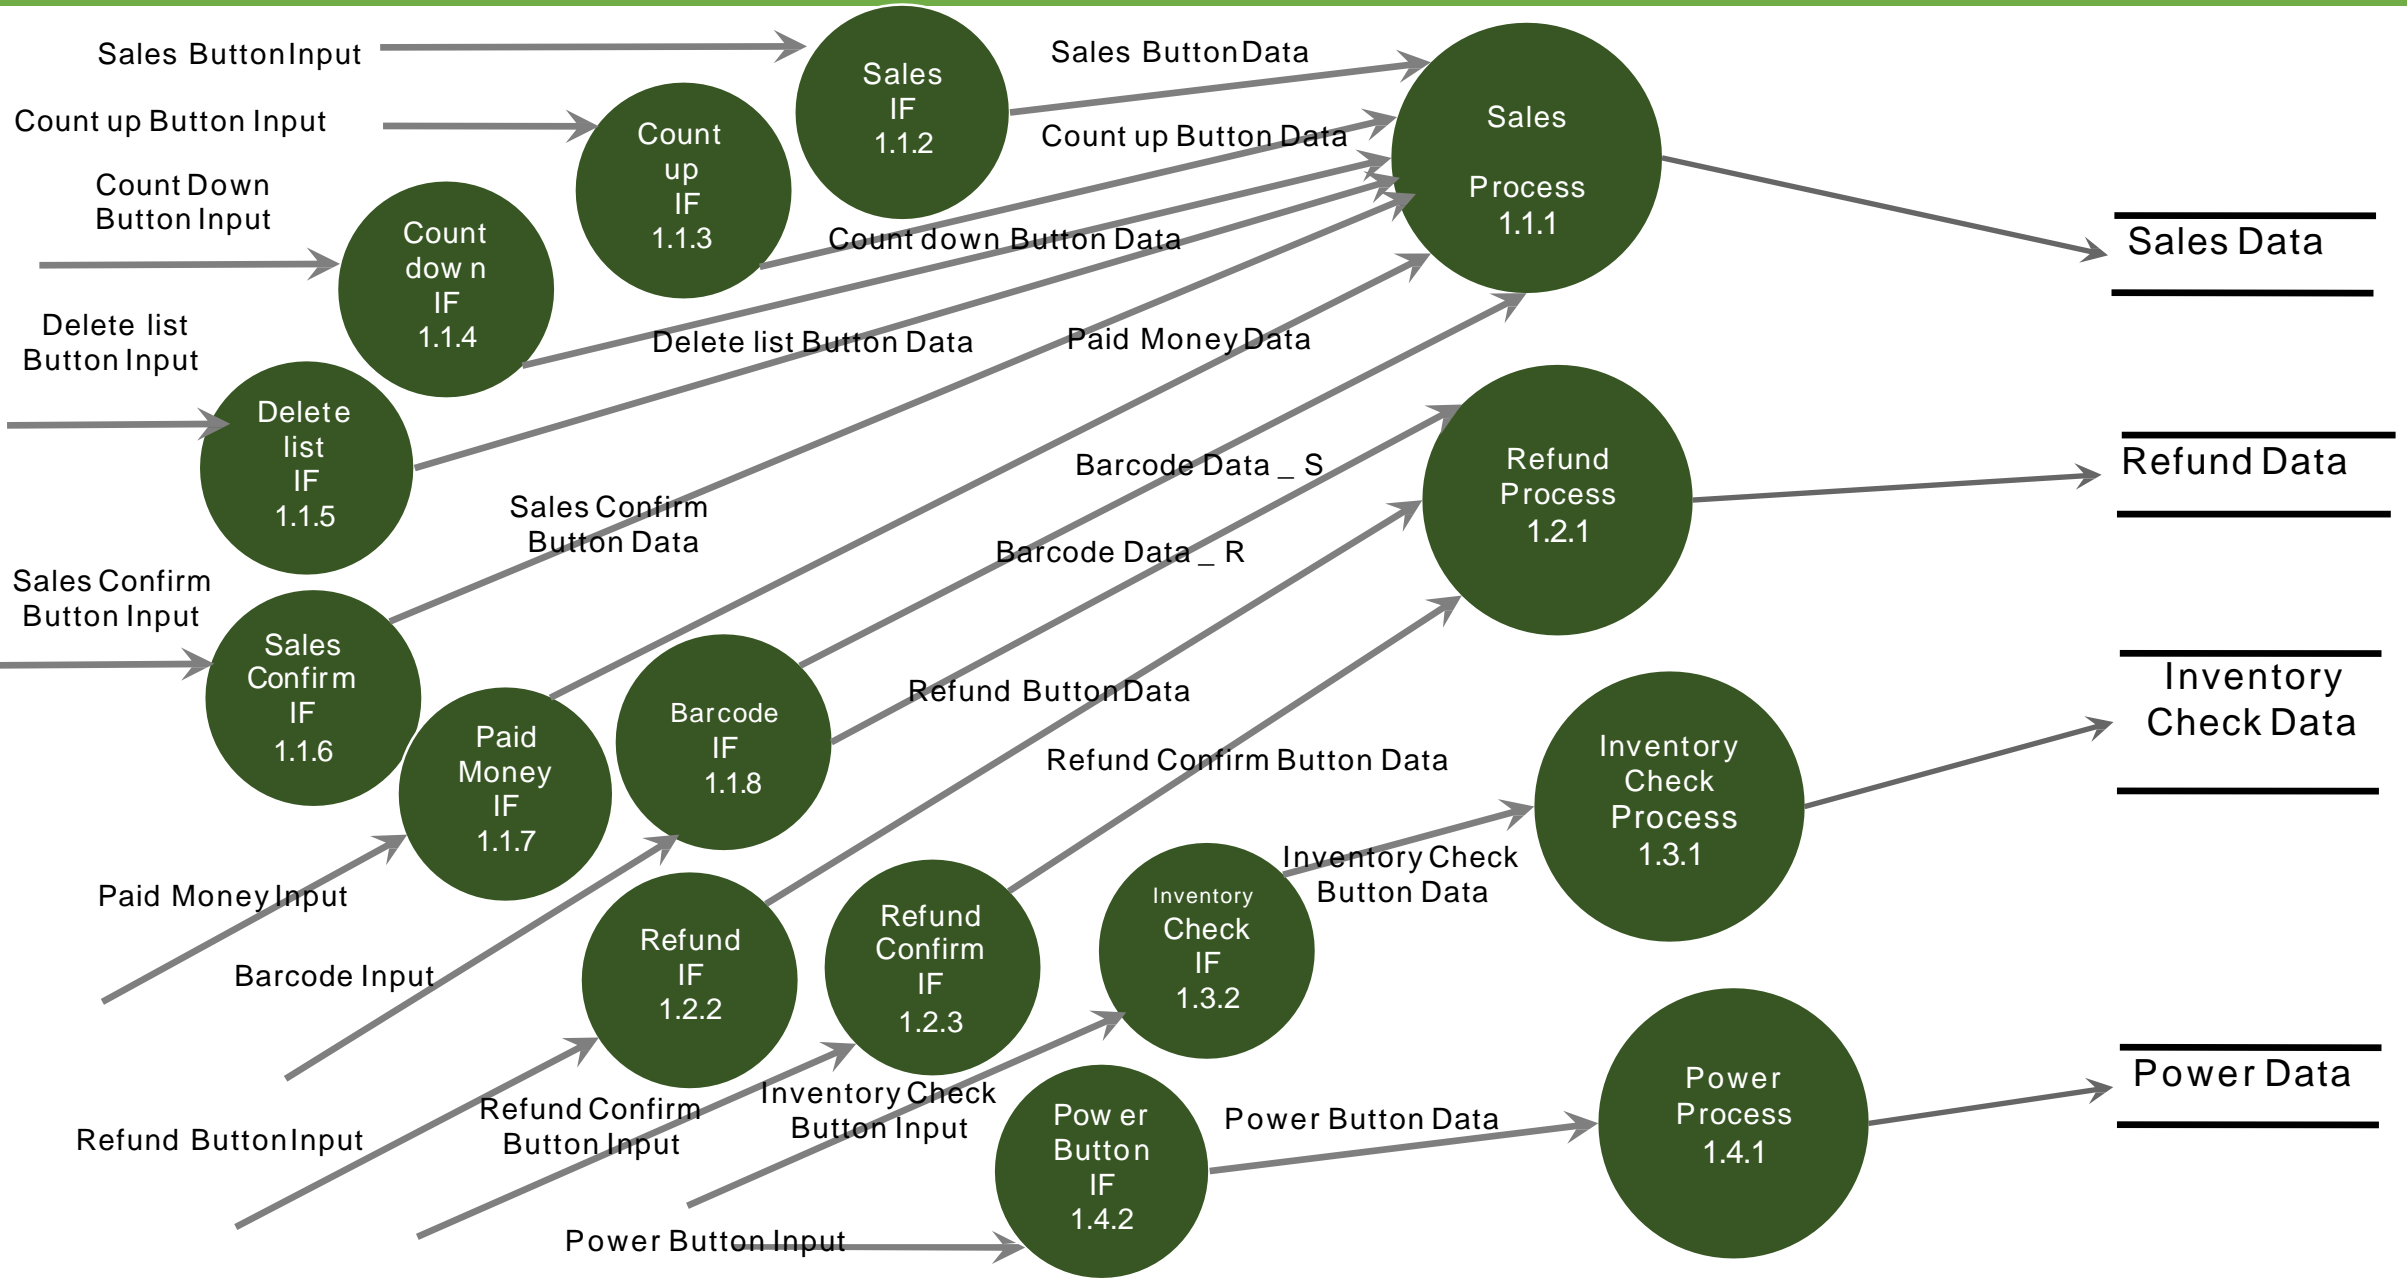 Sales Button Input
Sales
IF
1.1.2
Sales Button Data
Count up Button Input
Count
up
IF
1.1.3
Count up Button Data
Sales
Process
1.1.1
Count Down
Button Input
Count
down
IF
1.1.4
Count down Button Data
Sales Data
Delete list
Button Input
Delete
list
IF
1.1.5
Delete list Button Data
Paid Money Data
Sales Confirm
Button Data
Barcode Data _ S
Barcode Data _ R
Refund
Process
1.2.1
Refund Data
Sales Confirm
Button Input
Sales
Confirm
IF
1.1.6
Paid
Money
IF
1.1.7
Barcode
IF
1.1.8
Refund Button Data
Refund Confirm Button Data
Inventory
Check
Process
1.3.1
Inventory
Check Data
Paid Money Input
Barcode Input
Refund
IF
1.2.2
Refund
Confirm
IF
1.2.3
Inventory
Check
IF
1.3.2
Inventory Check
Button Data
Refund Button Input
Refund Confirm
Button Input
Inventory Check
Button Input
Power
Button
IF
1.4.2
Power Button Data
Power
Process
1.4.1
Power Data
Power Button Input